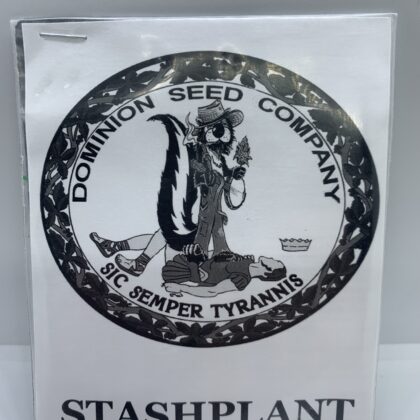 DOMINION SEED COMPANY
SIC SEMPER TYRANNIS
STASHPLANT